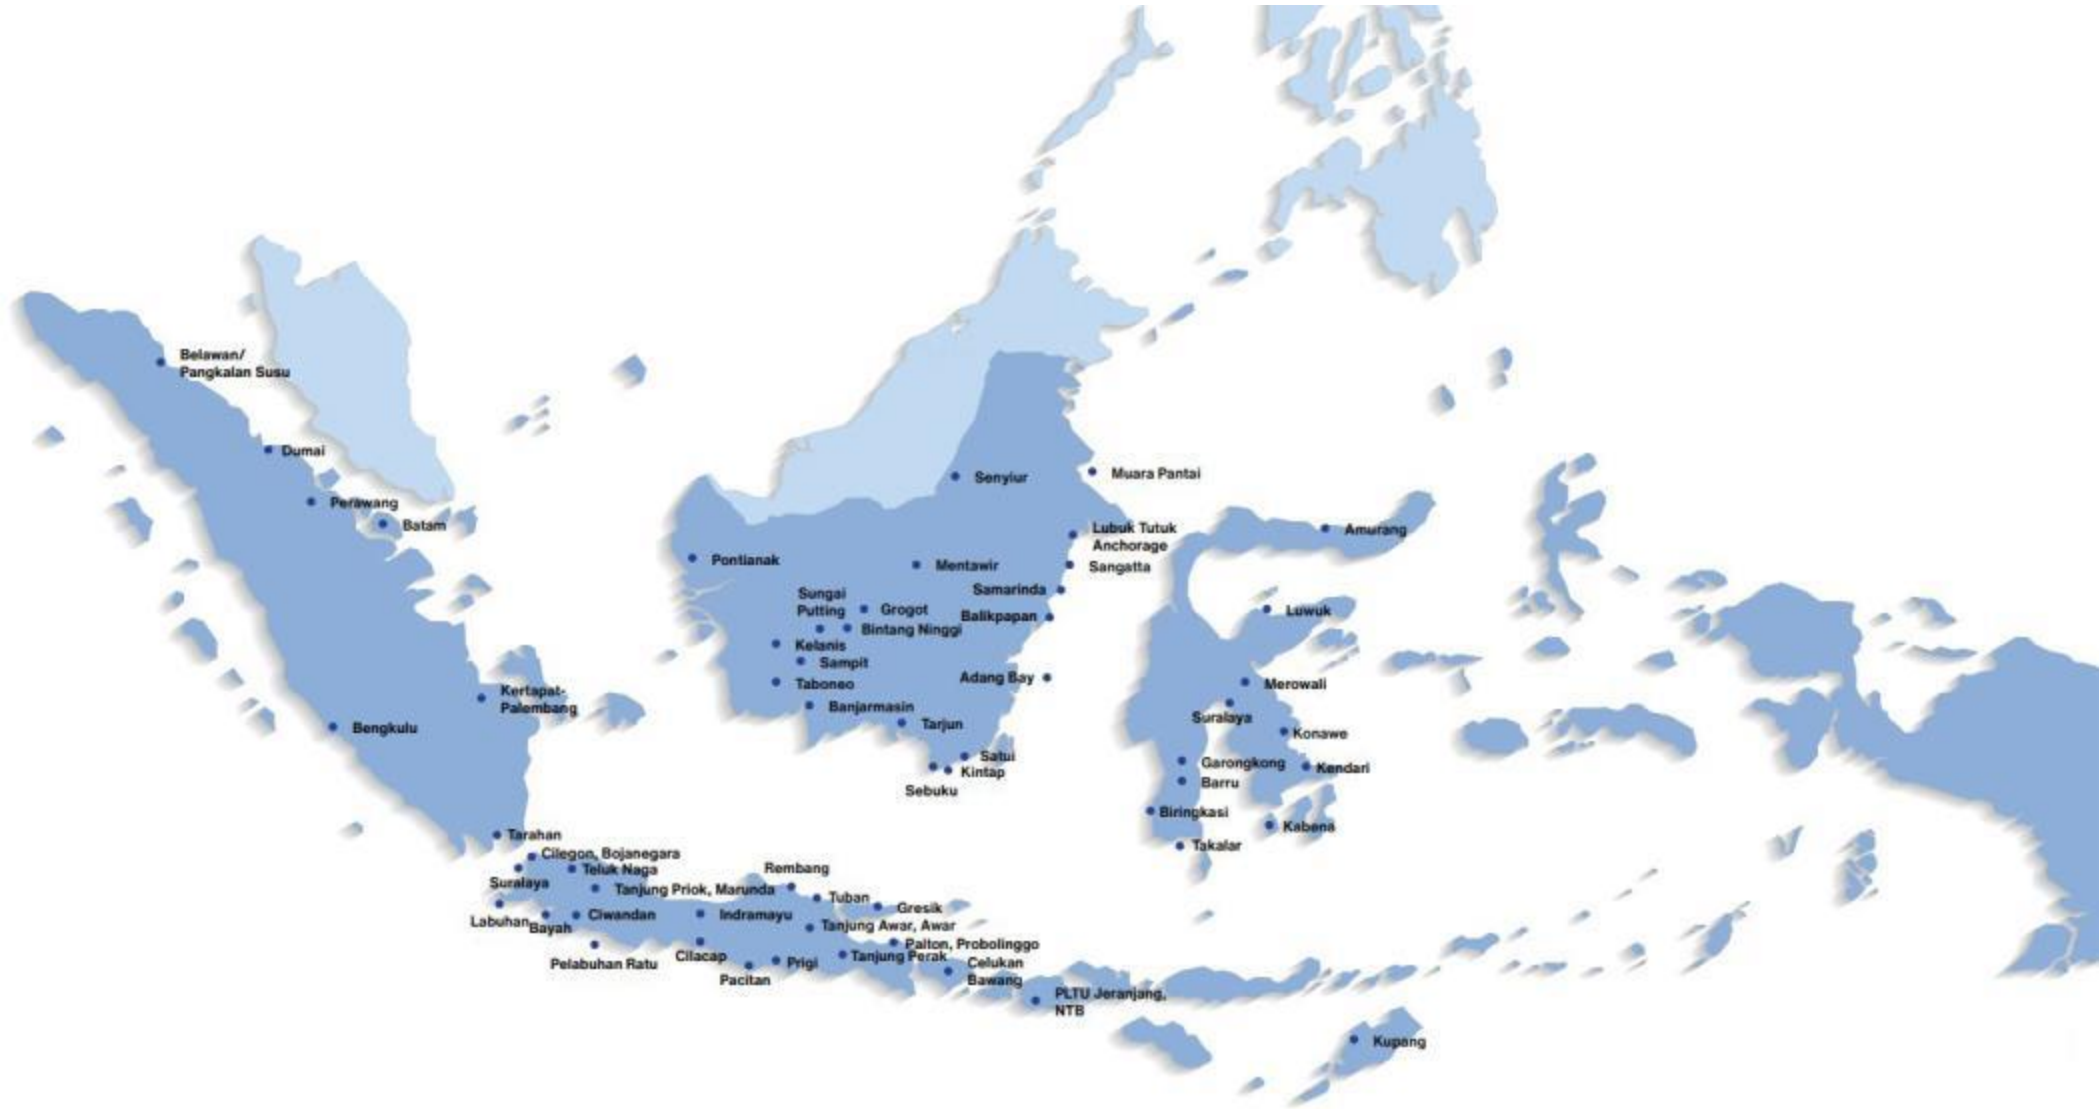 Belawan/
Pangkalan Susu
Dumai
Perawang
Batam
Kertapat-
Palembang
Bengkulu
Tarahan
Senyiur
Muara Pantai
Lubuk Tutuk
Anchorage
Pontianak
Mentawir
Sangatta
Samarinda
Sungai
Putting
Grogot
Balikpapan
Bintang Ninggi
Kelanis
Sampit
Adang Bay
Taboneo
Banjarmasin
Tarjun
Satui
Kintap
Sebuku
Amurang
Luwuk
Merowali
Suralaya
Konawe
Garongkong
Kendari
Barru
Biringkasi
Kabena
Takalar
Cilegon, Bojanegara
Teluk Naga
Suralaya
Tanjung Priok, Marunda
Rembang
Tuban
Gresik
Labuhan
Bayah
Ciwandan
Indramayu
Tanjung Awar, Awar
Pelabuhan Ratu
Cilacap
Pacitan
Prigi
Tanjung Perak
Paiton, Probolinggo
Celukan
Bawang
PLTU Jeranjang,
NTB
Kupang